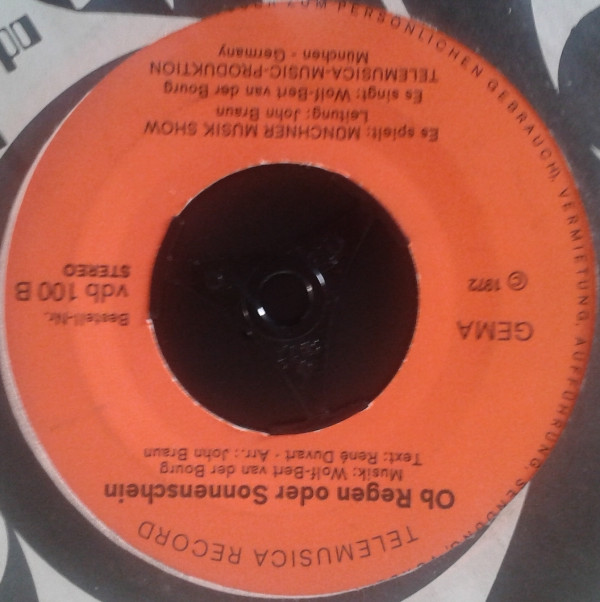 TELEMUSICA RECORD
Ob Regen oder Sonnenschein
Musik: Wolf-Bert van der Bourg
Text: René Duvart · Arr.: John Braun
GEMA
© 1972
Bestell-Nr.
vdb 100 B
STEREO
Es spielt: MÜNCHNER MUSIK SHOW
Leitung: John Braun
Es singt: Wolf-Bert van der Bourg
TELEMUSICA-MUSIC-PRODUKTION
München - Germany
ZUM PERSÖNLICHEN GEBRAUCH), VERMIETUNG, AUFFÜHRUNG, SENDUNG,